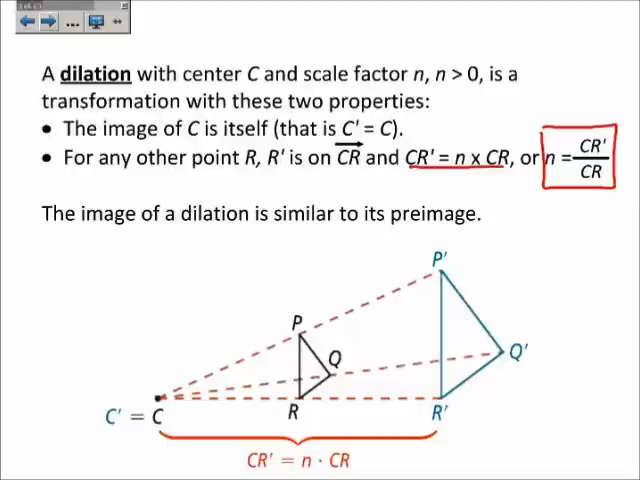 A dilation with center C and scale factor n, n > 0, is a
transformation with these two properties:
• The image of C is itself (that is C' = C).
• For any other point R, R' is on CR and CR' = n x CR, or n = CR'/CR
The image of a dilation is similar to its preimage.
P'
P
Q
Q'
C' = C
R
R'
CR' = n · CR